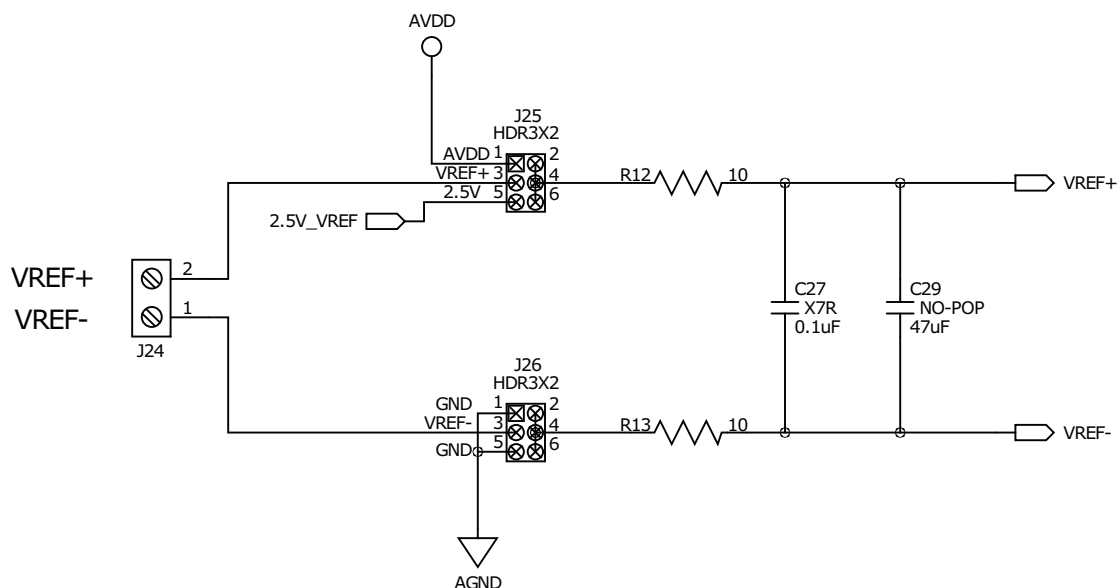 AVDD
J25
HDR3X2
AVDD 1 2
VREF+ 3 4 R12 10 VREF+
2.5V 5 6
2.5V_VREF
VREF+ 2
VREF- 1
J24
C27 C29
X7R NO-POP
0.1uF 47uF
J26
HDR3X2
GND 1 2
VREF- 3 4 R13 10 VREF-
GND 5 6
AGND